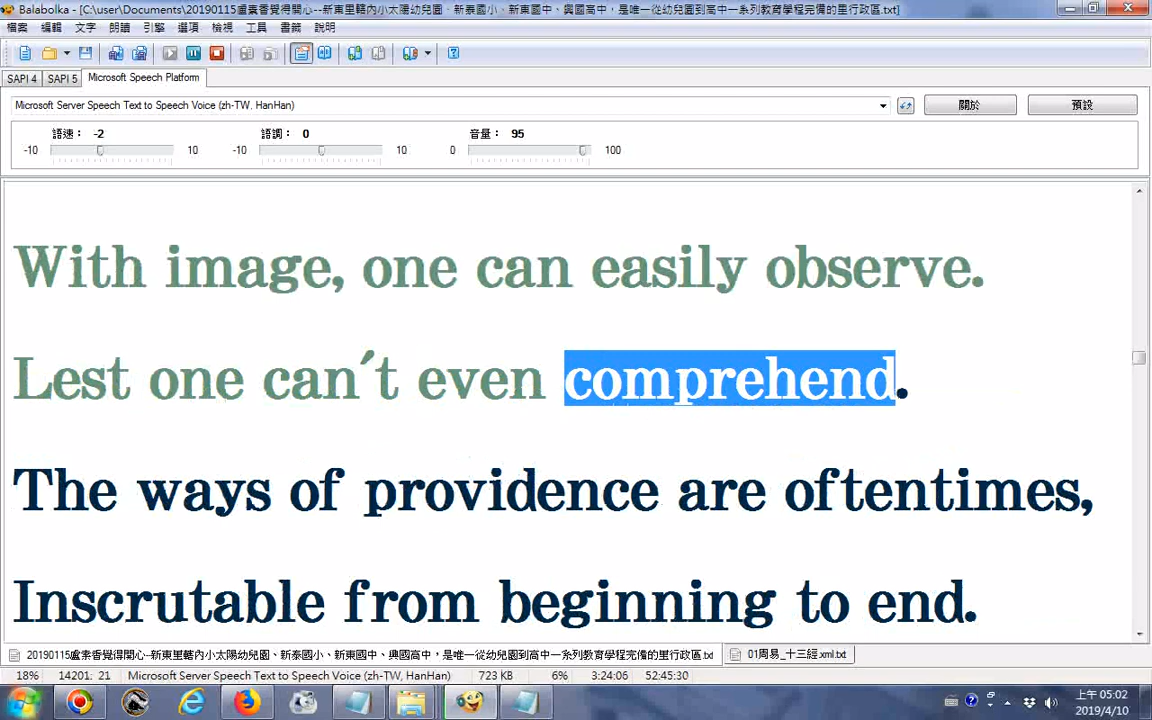 Balabolka - [C:\user\Documents\20190115盧素香覺得開心--新東里轄內小太陽幼兒園、新泰國小、新東國中、興國高中，是唯一從幼兒園到高中一系列教育學程完備的里行政區.txt]
檔案 編輯 文字 朗讀 引擎 選項 檢視 工具 書籤 說明
SAPI 4 SAPI 5 Microsoft Speech Platform
Microsoft Server Speech Text to Speech Voice (zh-TW, HanHan) 關於 預設
語速： -2 語調： 0 音量： 95
-10 10 -10 10 0 100
With image, one can easily observe.
Lest one can´t even comprehend.
The ways of providence are oftentimes,
Inscrutable from beginning to end.
20190115盧素香覺得開心--新東里轄內小太陽幼兒園、新泰國小、新東國中、興國高中，是唯一從幼兒園到高中一系列教育學程完備的里行政區.txt 01周易_十三經.xml.txt
18% 14201: 21 Microsoft Server Speech Text to Speech Voice (zh-TW, HanHan) 723 KB 6% 3:24:06 52:45:30
上午 05:02
2019/4/10